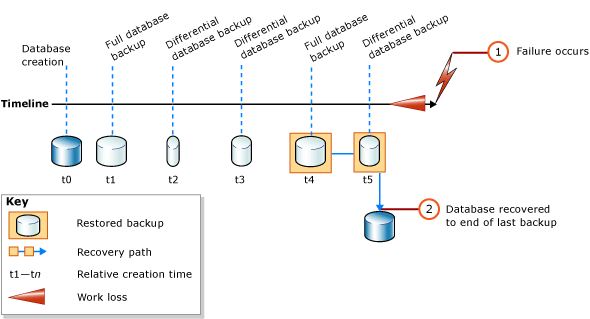 Database
creation
Full database
backup
Differential
database backup
Differential
database backup
Full database
backup
Differential
database backup
1 Failure occurs
Timeline
t0 t1 t2 t3 t4 t5
2 Database recovered
to end of last backup
Key
Restored backup
Recovery path
t1—tn Relative creation time
Work loss